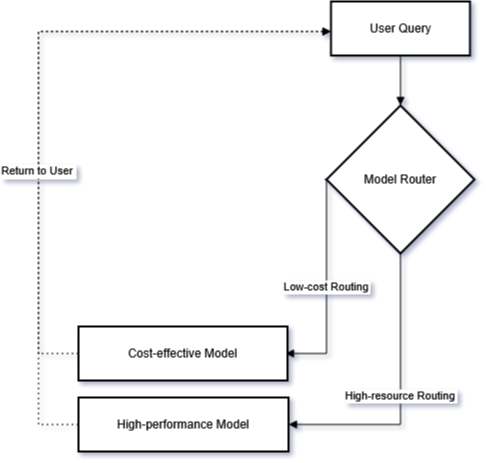 User Query
Model Router
Return to User
Low-cost Routing
Cost-effective Model
High-resource Routing
High-performance Model